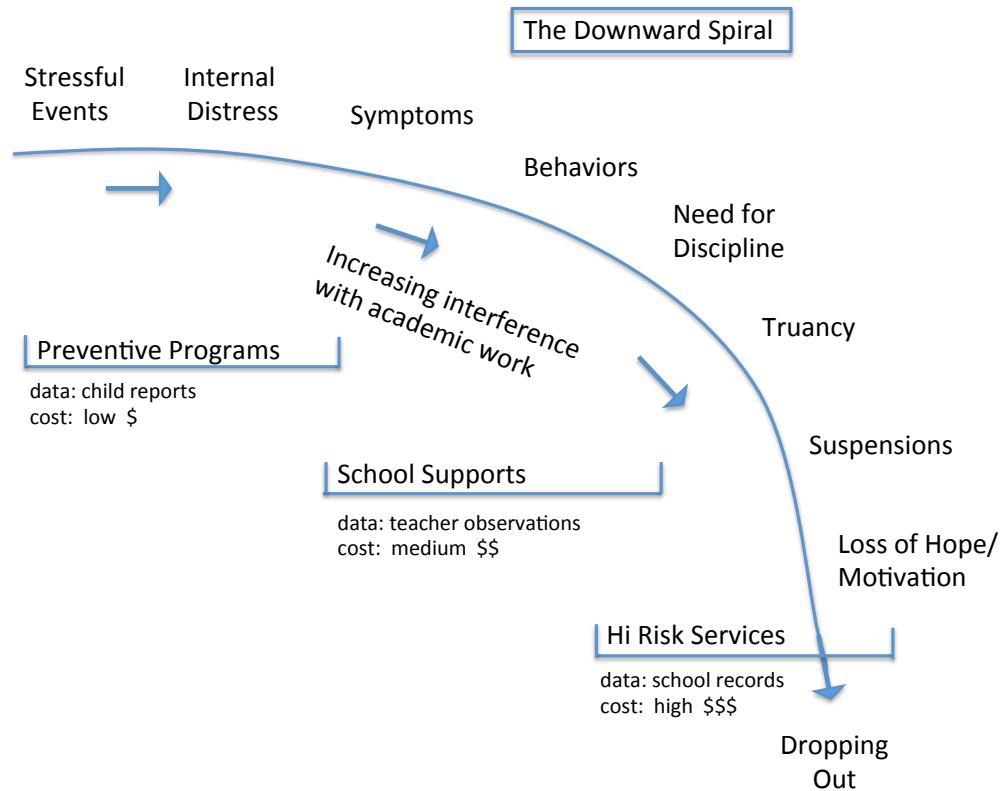 The Downward Spiral
Stressful
Events
Internal
Distress
Symptoms
Behaviors
Need for
Discipline
Increasing interference
with academic work
Truancy
Preventive Programs
data: child reports
cost: low $
Suspensions
School Supports
data: teacher observations
cost: medium $$
Loss of Hope/
Motivation
Hi Risk Services
data: school records
cost: high $$$
Dropping
Out